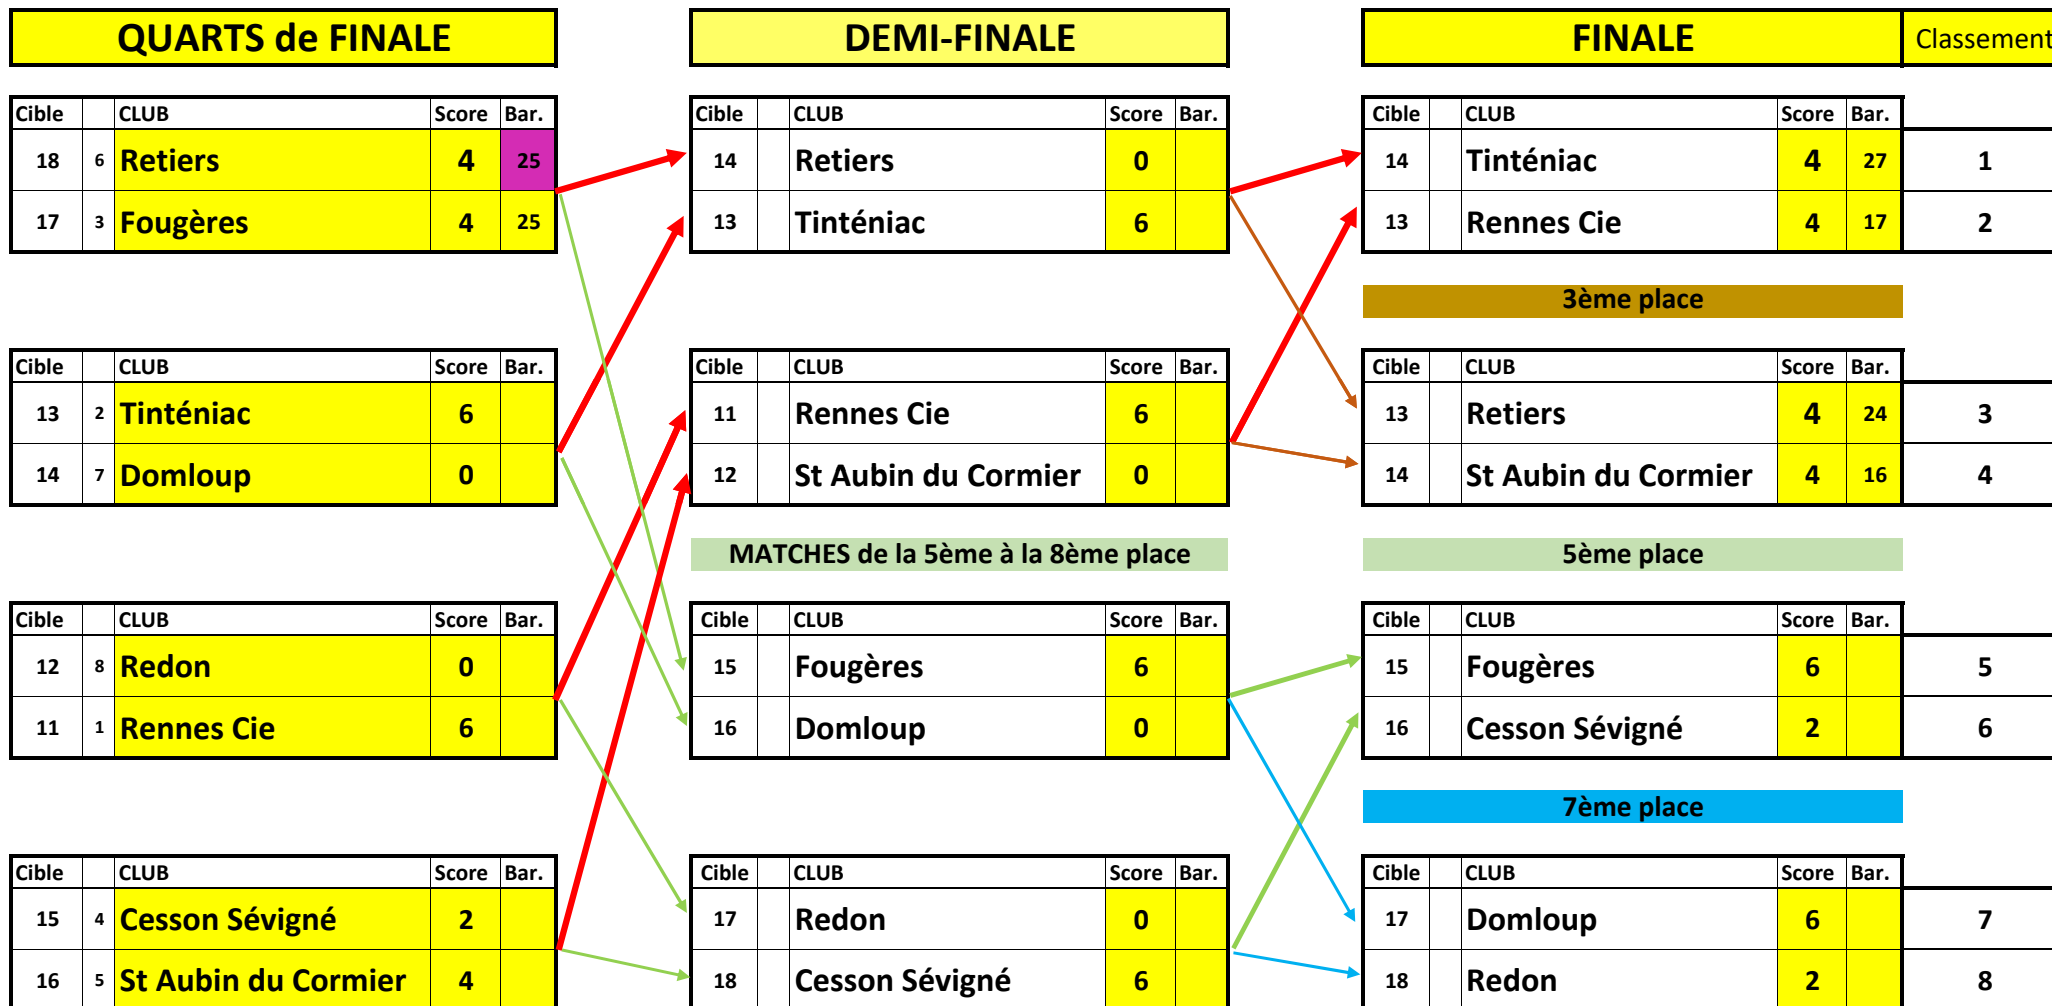 QUARTS de FINALE DEMI-FINALE FINALE Classement
Cible CLUB Score Bar. Cible CLUB Score Bar. Cible CLUB Score Bar.
18 6 Retiers 4 25 14 Retiers 0 14 Tinténiac 4 27 1
17 3 Fougères 4 25 13 Tinténiac 6 13 Rennes Cie 4 17 2
3ème place
Cible CLUB Score Bar. Cible CLUB Score Bar. Cible CLUB Score Bar.
13 2 Tinténiac 6 11 Rennes Cie 6 13 Retiers 4 24 3
14 7 Domloup 0 12 St Aubin du Cormier 0 14 St Aubin du Cormier 4 16 4
MATCHES de la 5ème à la 8ème place 5ème place
Cible CLUB Score Bar. Cible CLUB Score Bar. Cible CLUB Score Bar.
12 8 Redon 0 15 Fougères 6 15 Fougères 6 5
11 1 Rennes Cie 6 16 Domloup 0 16 Cesson Sévigné 2 6
7ème place
Cible CLUB Score Bar. Cible CLUB Score Bar. Cible CLUB Score Bar.
15 4 Cesson Sévigné 2 17 Redon 0 17 Domloup 6 7
16 5 St Aubin du Cormier 4 18 Cesson Sévigné 6 18 Redon 2 8